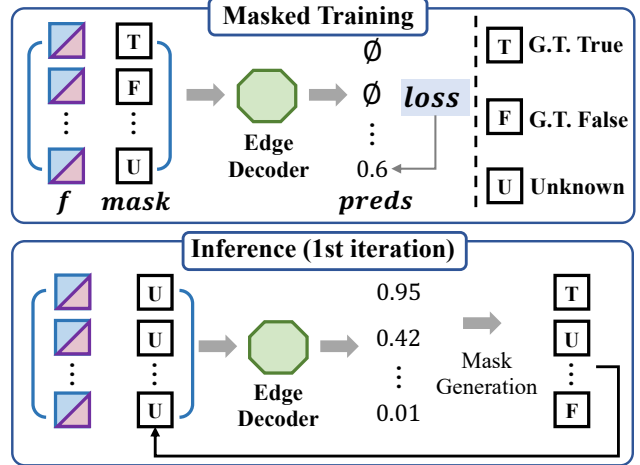 Masked Training
T
F
⋮
U
f
mask
Edge
Decoder
∅
∅
⋮
0.6
preds
loss
T G.T. True
F G.T. False
U Unknown
Inference (1st iteration)
U
U
⋮
U
Edge
Decoder
0.95
0.42
⋮
0.01
Mask
Generation
T
U
⋮
F